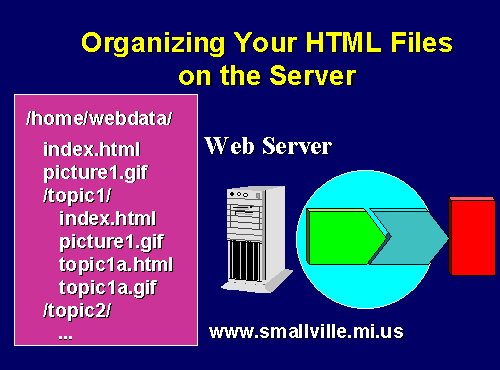 Organizing Your HTML Files
on the Server
/home/webdata/
index.html
picture1.gif
/topic1/
index.html
picture1.gif
topic1a.html
topic1a.gif
/topic2/
...
Web Server
www.smallville.mi.us